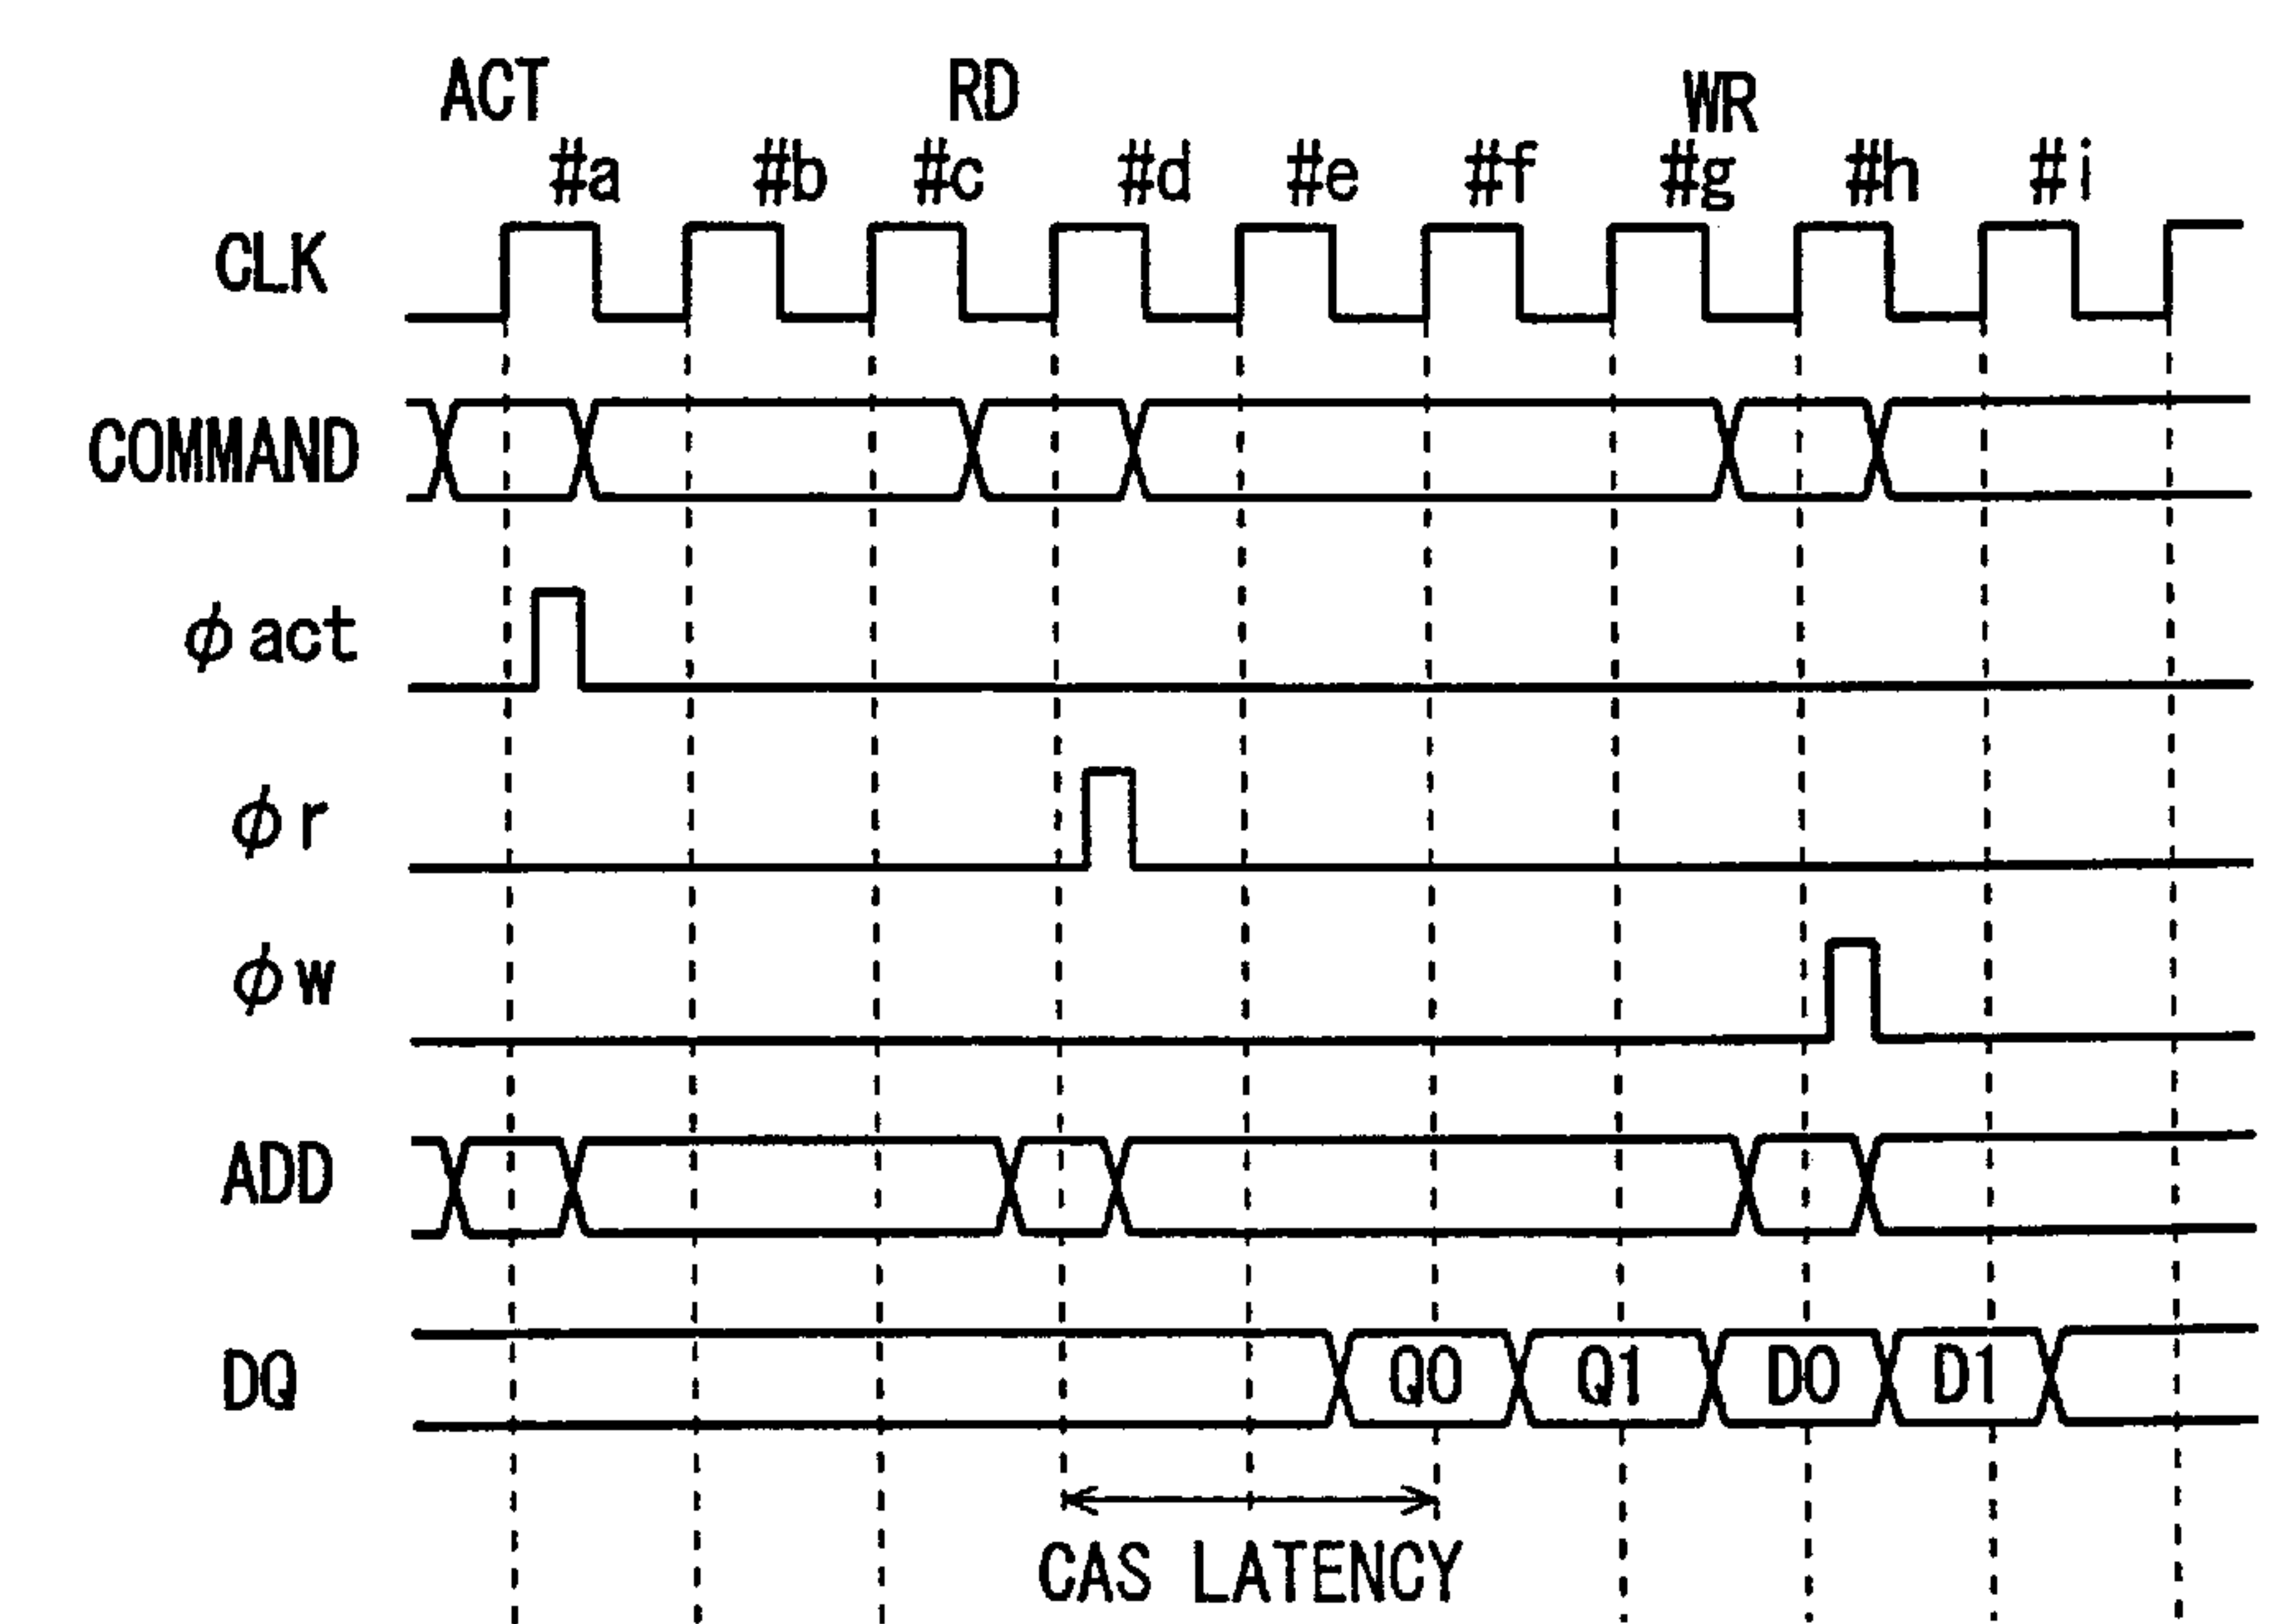 ACT RD WR
#a #b #c #d #e #f #g #h #i
CLK
COMMAND
φact
φr
φw
ADD
DQ Q0 Q1 D0 D1
CAS LATENCY